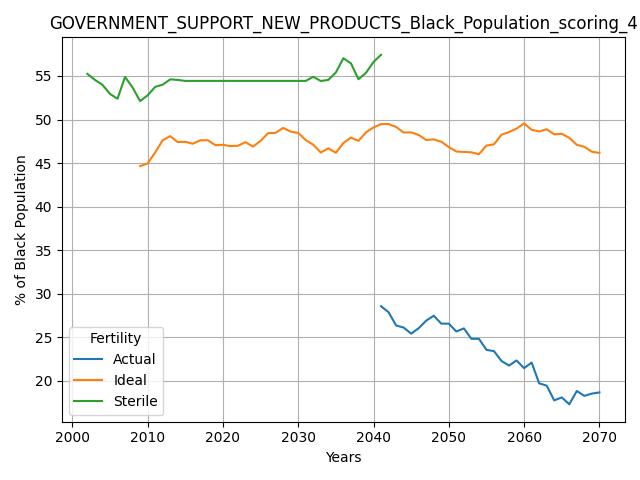 GOVERNMENT_SUPPORT_NEW_PRODUCTS_Black_Population_scoring_4
% of Black Population
55
50
45
40
35
30
25
20
Fertility
Actual
Ideal
Sterile
2000 2010 2020 2030 2040 2050 2060 2070
Years